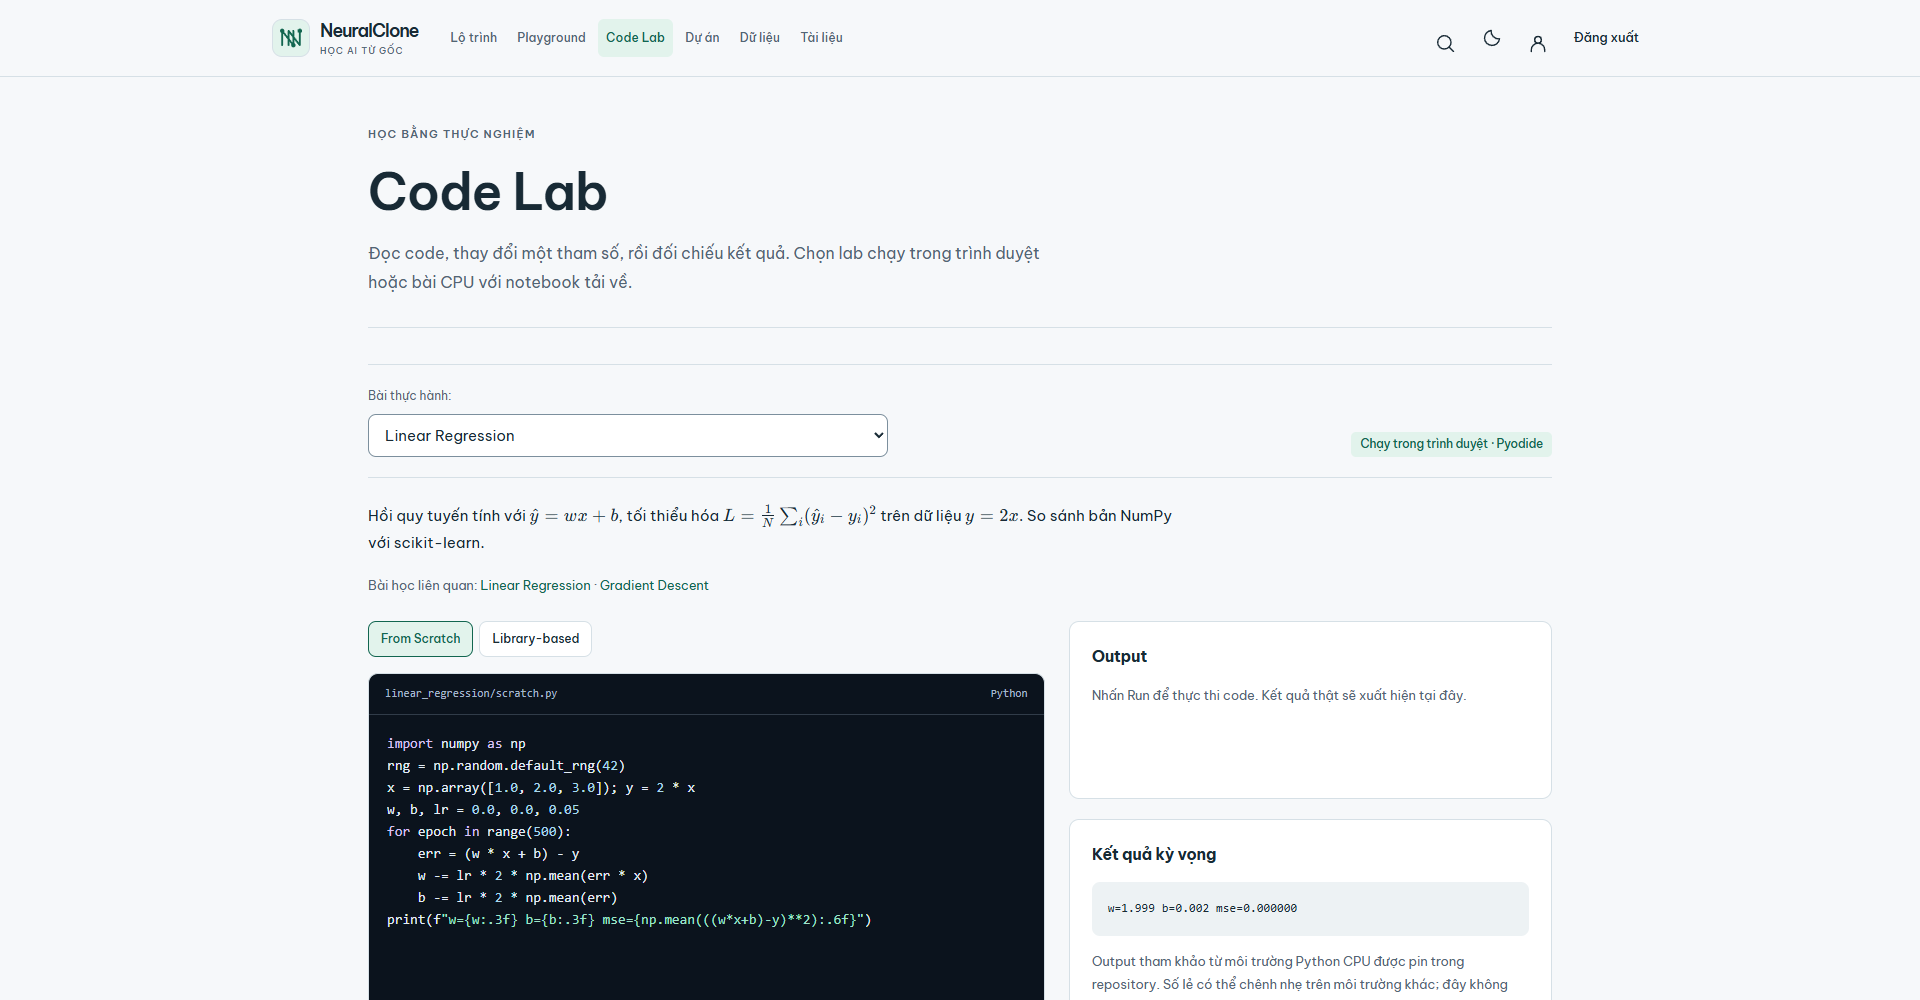 NeuralClone
HỌC AI TỪ GỐC
Lộ trình
Playground
Code Lab
Dự án
Dữ liệu
Tài liệu
Đăng xuất
HỌC BẰNG THỰC NGHIỆM
Code Lab
Đọc code, thay đổi một tham số, rồi đối chiếu kết quả. Chọn lab chạy trong trình duyệt
hoặc bài CPU với notebook tải về.
Bài thực hành:
Linear Regression
Chạy trong trình duyệt · Pyodide
Hồi quy tuyến tính với ŷ = wx + b, tối thiểu hóa L = 1/N ∑ᵢ(ŷᵢ − yᵢ)² trên dữ liệu y = 2x. So sánh bản NumPy
với scikit-learn.
Bài học liên quan: Linear Regression · Gradient Descent
From Scratch
Library-based
linear_regression/scratch.py
Python
import numpy as np
rng = np.random.default_rng(42)
x = np.array([1.0, 2.0, 3.0]); y = 2 * x
w, b, lr = 0.0, 0.0, 0.05
for epoch in range(500):
    err = (w * x + b) - y
    w -= lr * 2 * np.mean(err * x)
    b -= lr * 2 * np.mean(err)
print(f"w={w:.3f} b={b:.3f} mse={np.mean(((w*x+b)-y)**2):.6f}")
Output
Nhấn Run để thực thi code. Kết quả thật sẽ xuất hiện tại đây.
Kết quả kỳ vọng
w=1.999 b=0.002 mse=0.000000
Output tham khảo từ môi trường Python CPU được pin trong
repository. Số lẻ có thể chênh nhẹ trên môi trường khác; đây không